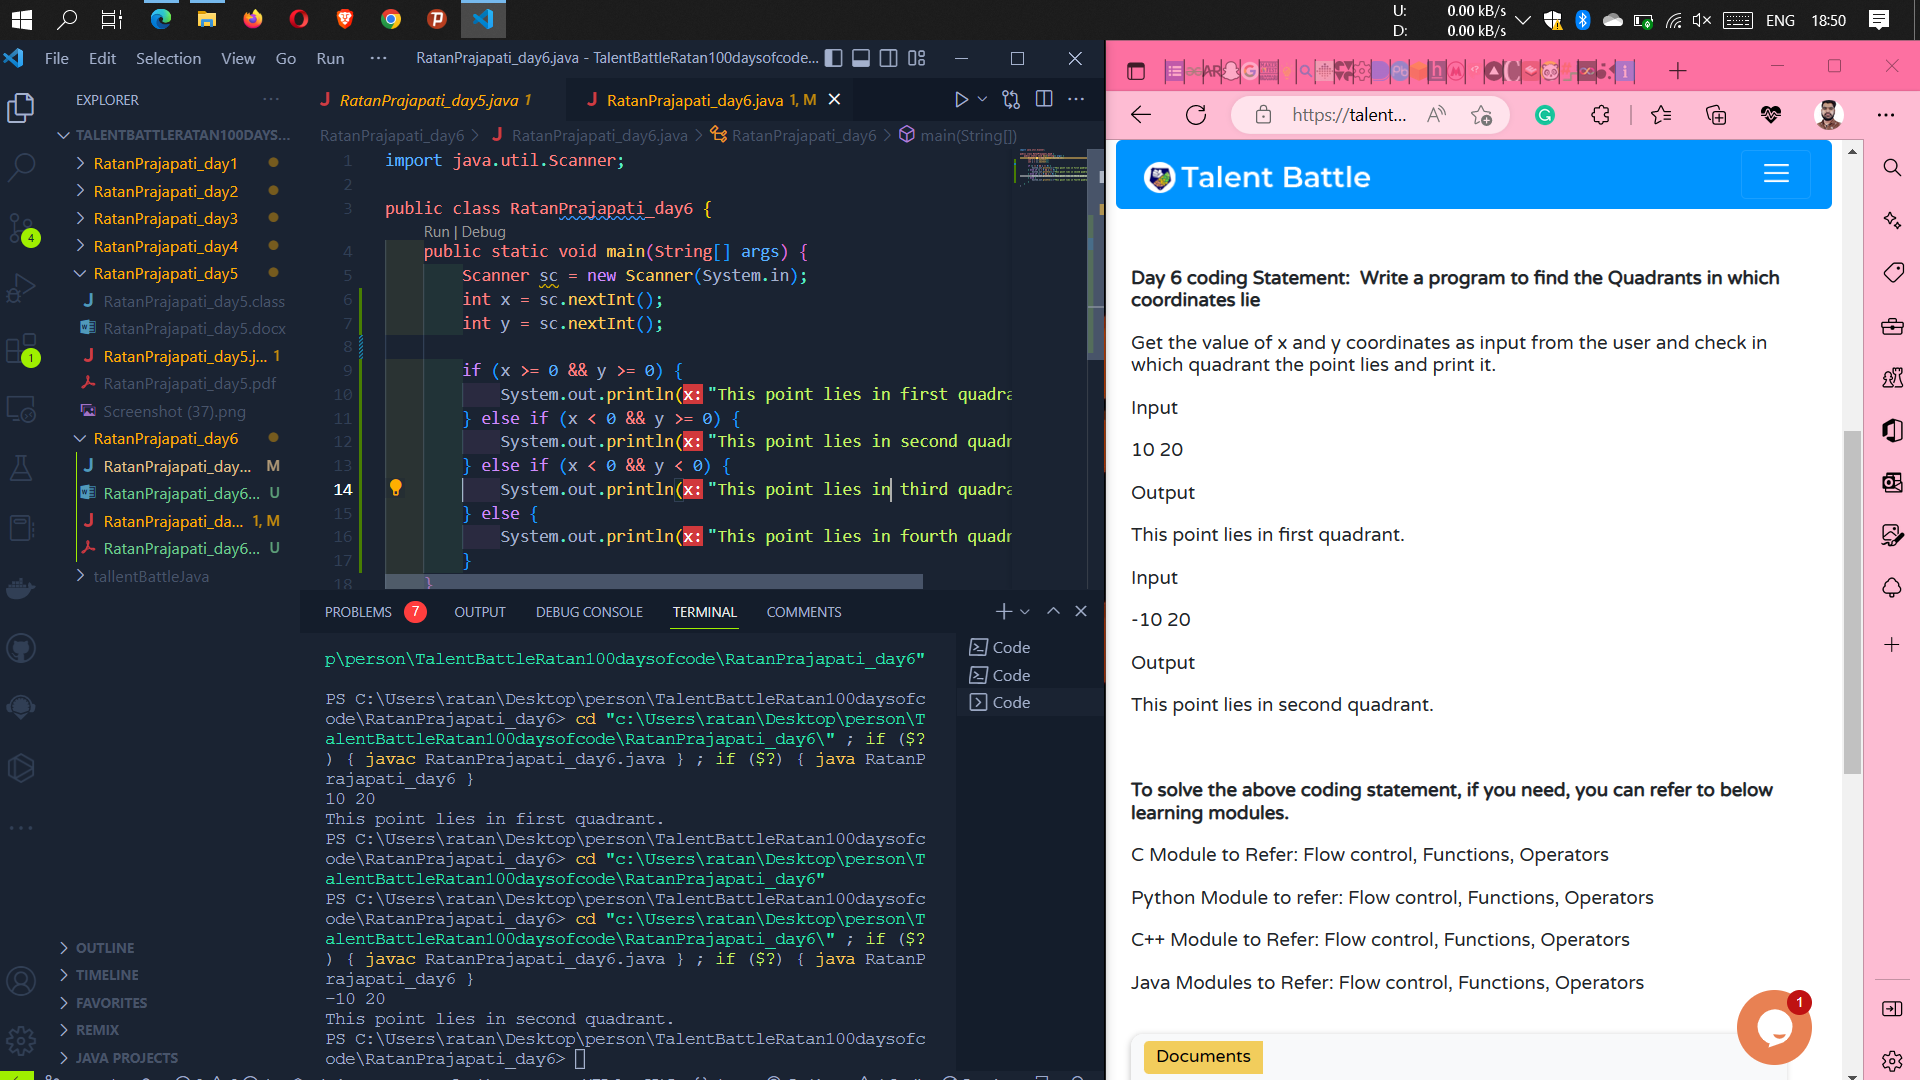 U: 0.00 kB/s
D: 0.00 kB/s
ENG 18:50
File Edit Selection View Go Run ··· RatanPrajapati_day6.java - TalentBattleRatan100daysofcode...
EXPLORER ···
TALENTBATTLERATAN100DAYS...
RatanPrajapati_day1
RatanPrajapati_day2
RatanPrajapati_day3
RatanPrajapati_day4
RatanPrajapati_day5
RatanPrajapati_day5.class
RatanPrajapati_day5.docx
RatanPrajapati_day5.j... 1
RatanPrajapati_day5.pdf
Screenshot (37).png
RatanPrajapati_day6
RatanPrajapati_day... M
RatanPrajapati_day6... U
RatanPrajapati_da... 1, M
RatanPrajapati_day6... U
tallentBattleJava
OUTLINE
TIMELINE
FAVORITES
REMIX
JAVA PROJECTS
4
1
RatanPrajapati_day5.java 1 RatanPrajapati_day6.java 1, M
RatanPrajapati_day6 > RatanPrajapati_day6.java > RatanPrajapati_day6 > main(String[])
1 import java.util.Scanner;
2
3 public class RatanPrajapati_day6 {
Run | Debug
4 public static void main(String[] args) {
5 Scanner sc = new Scanner(System.in);
6 int x = sc.nextInt();
7 int y = sc.nextInt();
8
9 if (x >= 0 && y >= 0) {
10 System.out.println(x: "This point lies in first quadra
11 } else if (x < 0 && y >= 0) {
12 System.out.println(x: "This point lies in second quadr
13 } else if (x < 0 && y < 0) {
14 System.out.println(x: "This point lies in third quadra
15 } else {
16 System.out.println(x: "This point lies in fourth quadr
17 }
18 }
PROBLEMS 7 OUTPUT DEBUG CONSOLE TERMINAL COMMENTS
p\person\TalentBattleRatan100daysofcode\RatanPrajapati_day6"
PS C:\Users\ratan\Desktop\person\TalentBattleRatan100daysofc
ode\RatanPrajapati_day6> cd "c:\Users\ratan\Desktop\person\T
alentBattleRatan100daysofcode\RatanPrajapati_day6\" ; if ($?
) { javac RatanPrajapati_day6.java } ; if ($?) { java RatanP
rajapati_day6 }
10 20
This point lies in first quadrant.
PS C:\Users\ratan\Desktop\person\TalentBattleRatan100daysofc
ode\RatanPrajapati_day6> cd "c:\Users\ratan\Desktop\person\T
alentBattleRatan100daysofcode\RatanPrajapati_day6"
PS C:\Users\ratan\Desktop\person\TalentBattleRatan100daysofc
ode\RatanPrajapati_day6> cd "c:\Users\ratan\Desktop\person\T
alentBattleRatan100daysofcode\RatanPrajapati_day6\" ; if ($?
) { javac RatanPrajapati_day6.java } ; if ($?) { java RatanP
rajapati_day6 }
-10 20
This point lies in second quadrant.
PS C:\Users\ratan\Desktop\person\TalentBattleRatan100daysofc
ode\RatanPrajapati_day6>
Code
Code
Code
https://talent...
Talent Battle
Day 6 coding Statement: Write a program to find the Quadrants in which
coordinates lie
Get the value of x and y coordinates as input from the user and check in
which quadrant the point lies and print it.
Input
10 20
Output
This point lies in first quadrant.
Input
-10 20
Output
This point lies in second quadrant.
To solve the above coding statement, if you need, you can refer to below
learning modules.
C Module to Refer: Flow control, Functions, Operators
Python Module to refer: Flow control, Functions, Operators
C++ Module to Refer: Flow control, Functions, Operators
Java Modules to Refer: Flow control, Functions, Operators
1
Documents